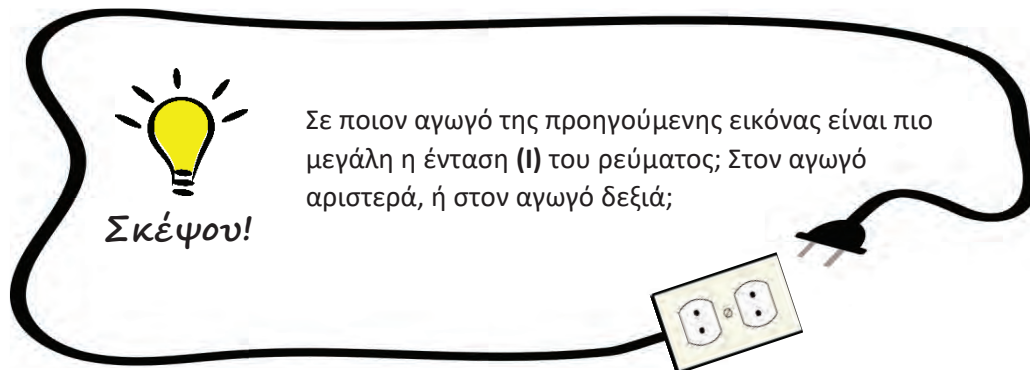 Σε ποιον αγωγό της προηγούμενης εικόνας είναι πιο
μεγάλη η ένταση (Ι) του ρεύματος; Στον αγωγό
αριστερά, ή στον αγωγό δεξιά;
Σκέψου!